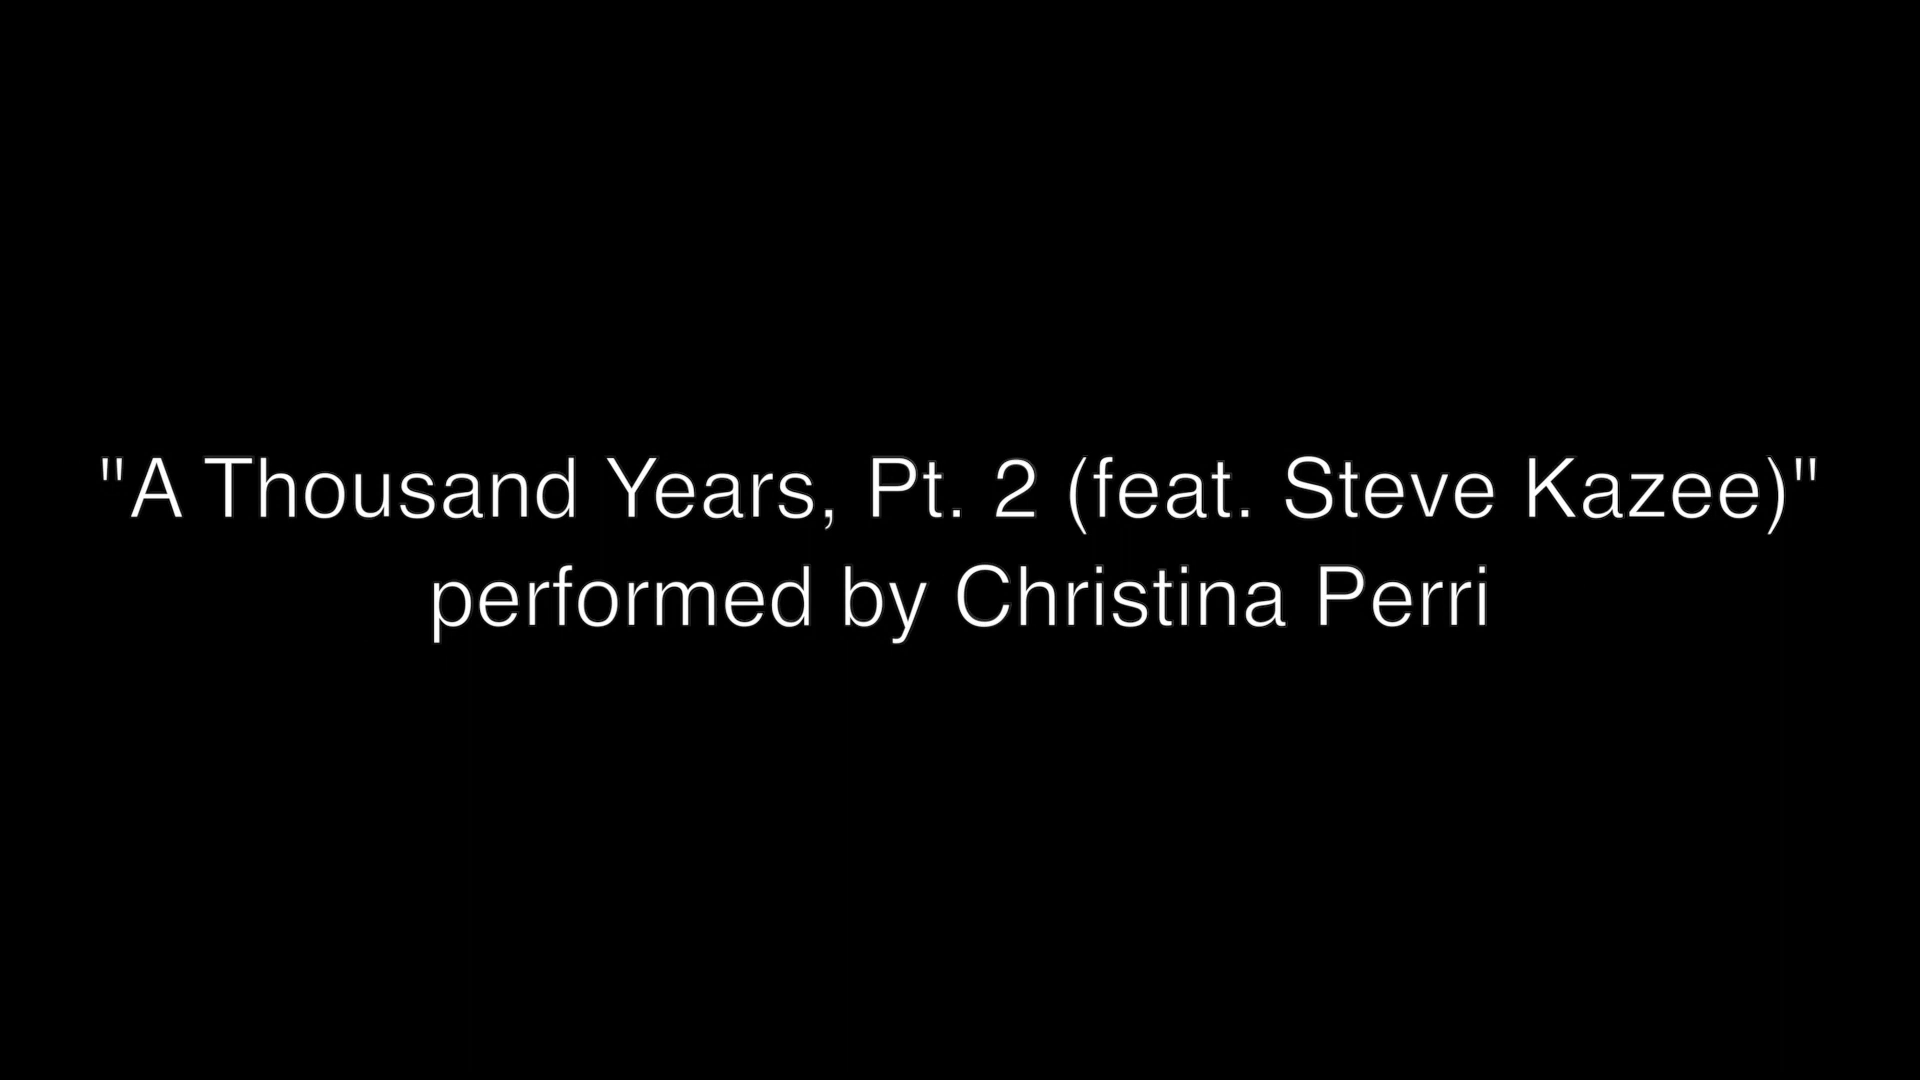 "A Thousand Years, Pt. 2 (feat. Steve Kazee)"
performed by Christina Perri